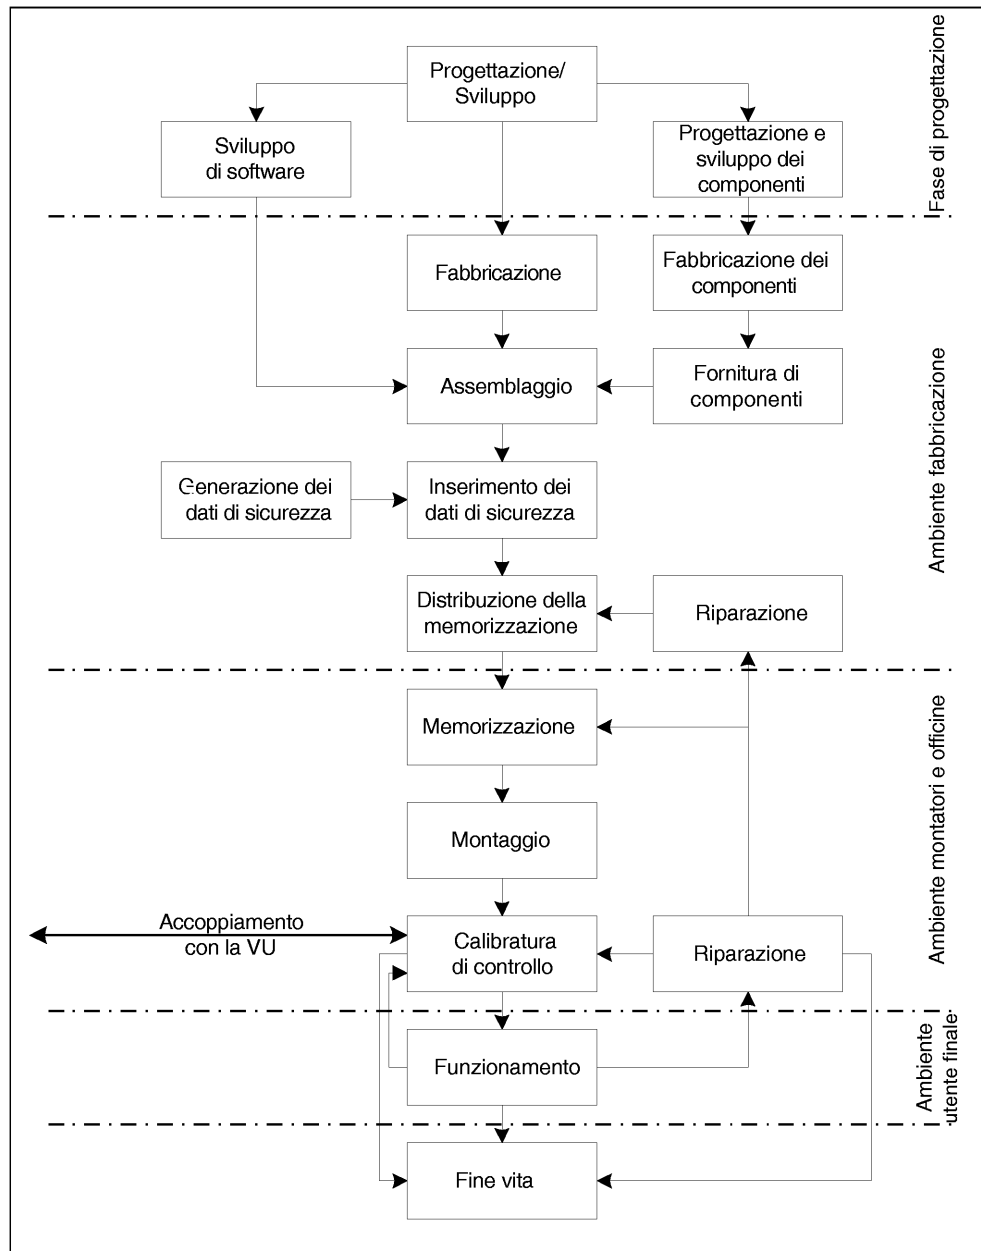 Progettazione/
Sviluppo
Sviluppo
di software
Progettazione e
sviluppo dei
componenti
Fase di progettazione
Fabbricazione
Fabbricazione dei
componenti
Assemblaggio
Fornitura di
componenti
Generazione dei
dati di sicurezza
Inserimento dei
dati di sicurezza
Distribuzione della
memorizzazione
Riparazione
Ambiente fabbricazione
Memorizzazione
Montaggio
Accoppiamento
con la VU
Calibratura
di controllo
Riparazione
Ambiente montatori e officine
Funzionamento
Ambiente
utente finale
Fine vita